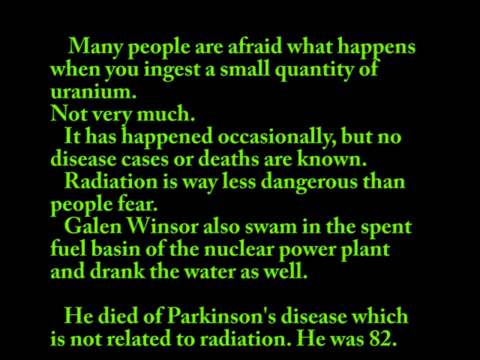 Many people are afraid what happens
when you ingest a small quantity of
uranium.
Not very much.
It has happened occasionally, but no
disease cases or deaths are known.
Radiation is way less dangerous than
people fear.
Galen Winsor also swam in the spent
fuel basin of the nuclear power plant
and drank the water as well.
He died of Parkinson's disease which
is not related to radiation. He was 82.